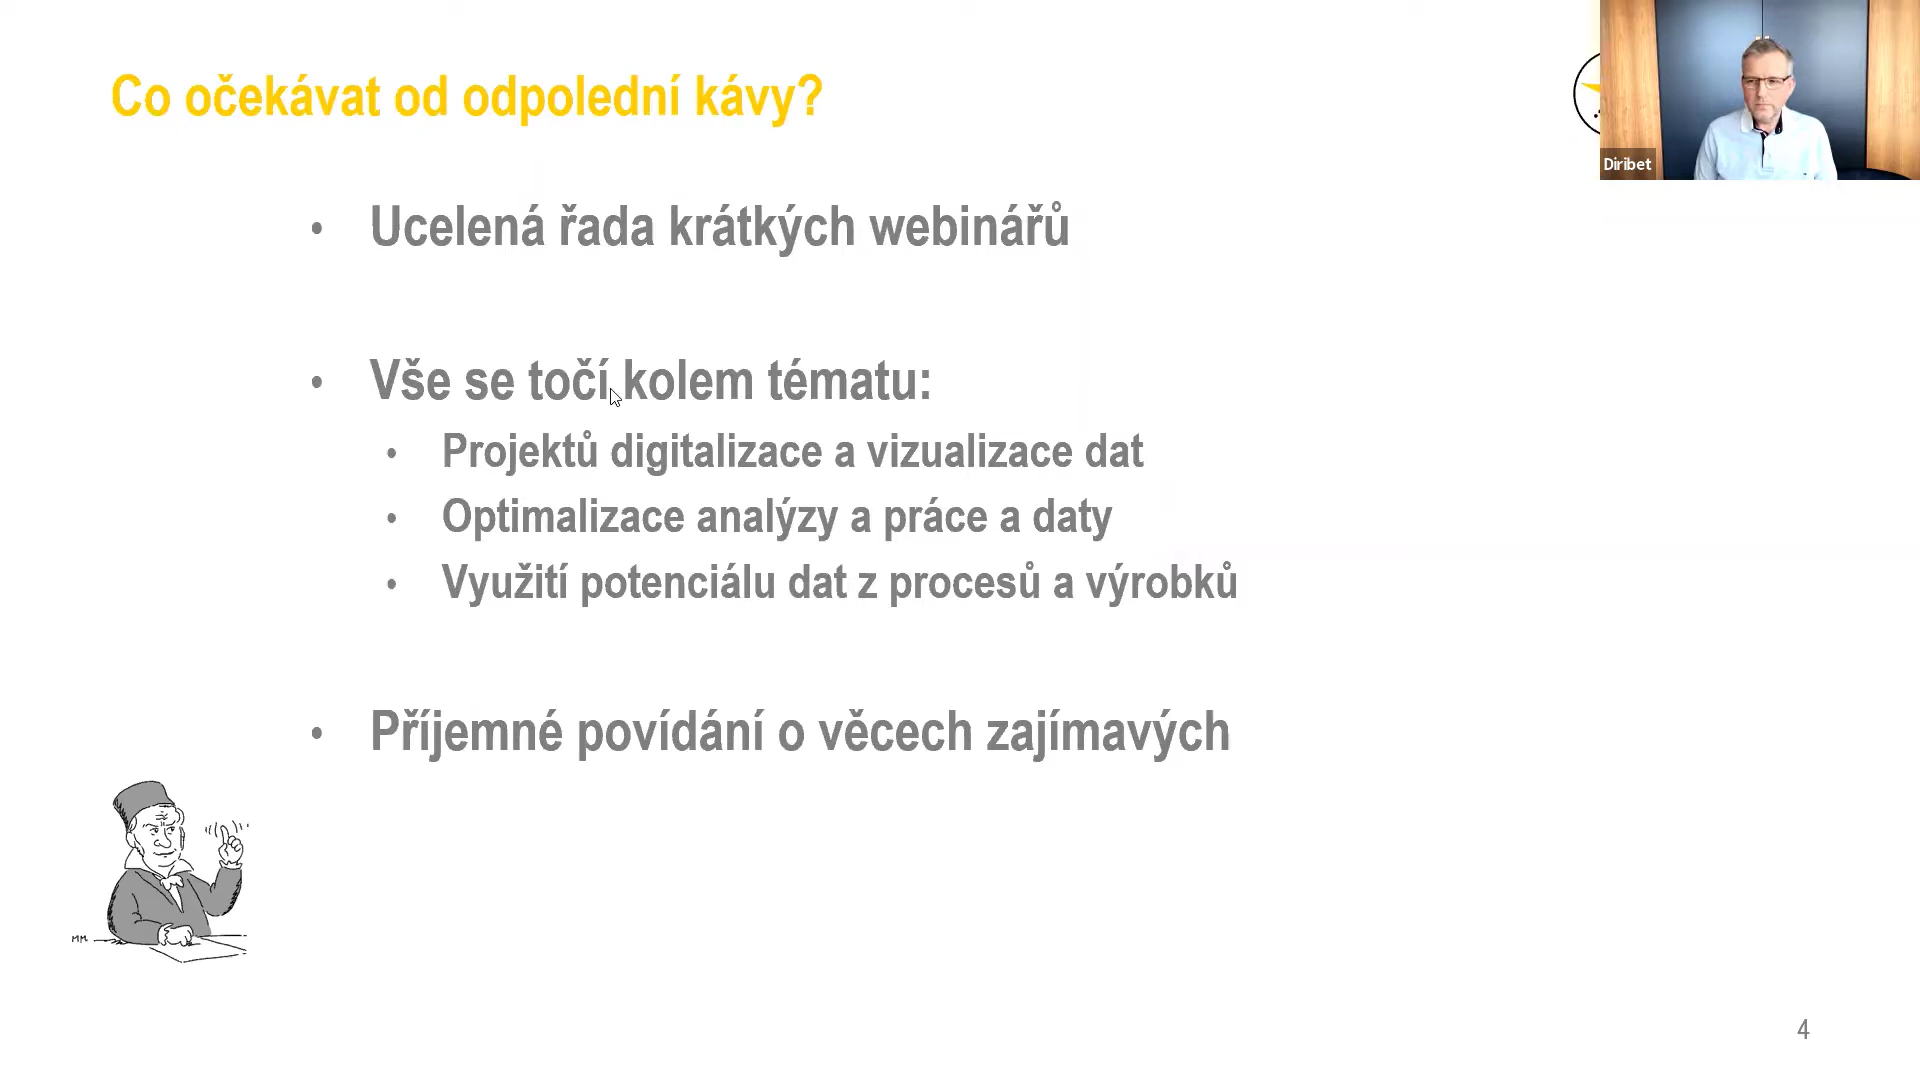 Co očekávat od odpolední kávy?
Diribet
• Ucelená řada krátkých webinářů
• Vše se točí kolem tématu:
• Projektů digitalizace a vizualizace dat
• Optimalizace analýzy a práce a daty
• Využití potenciálu dat z procesů a výrobků
• Příjemné povídání o věcech zajímavých
MM
4